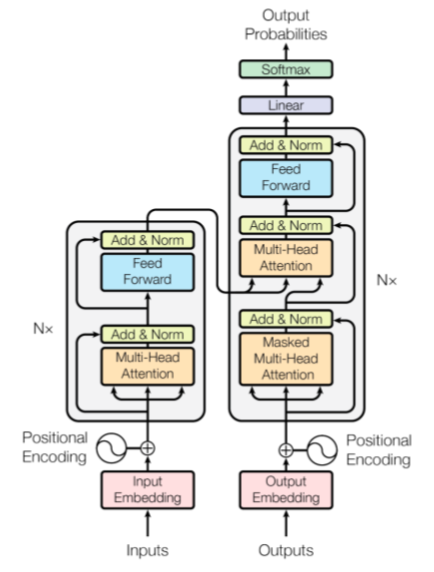 Output
Probabilities
Softmax
Linear
Add & Norm
Feed
Forward
Add & Norm
Multi-Head
Attention
Add & Norm
Masked
Multi-Head
Attention
Nx
Add & Norm
Feed
Forward
Add & Norm
Multi-Head
Attention
Nx
Positional
Encoding
Positional
Encoding
Input
Embedding
Output
Embedding
Inputs
Outputs